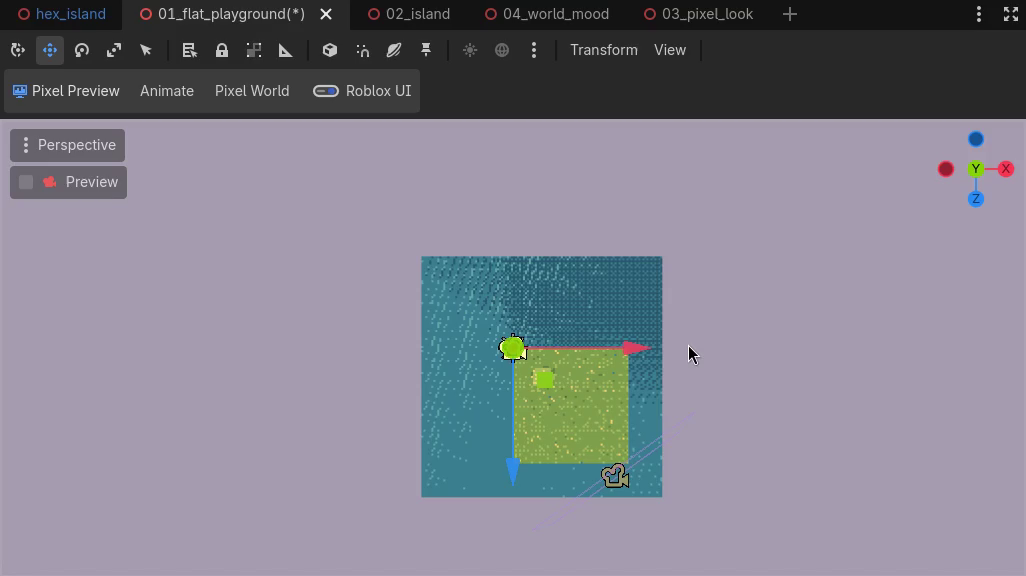 hex_island 01_flat_playground(*) 02_island 04_world_mood 03_pixel_look
Transform View
Pixel Preview Animate Pixel World Roblox UI
Perspective
Preview
Y X
Z